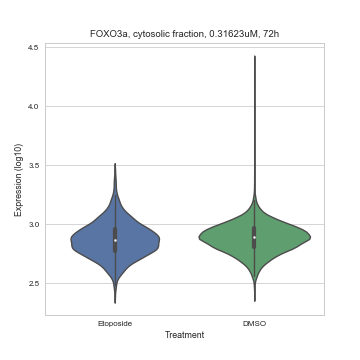 FOXO3a, cytosolic fraction, 0.31623uM, 72h
4.5
4.0
3.5
3.0
2.5
Expression (log10)
Etoposide
DMSO
Treatment